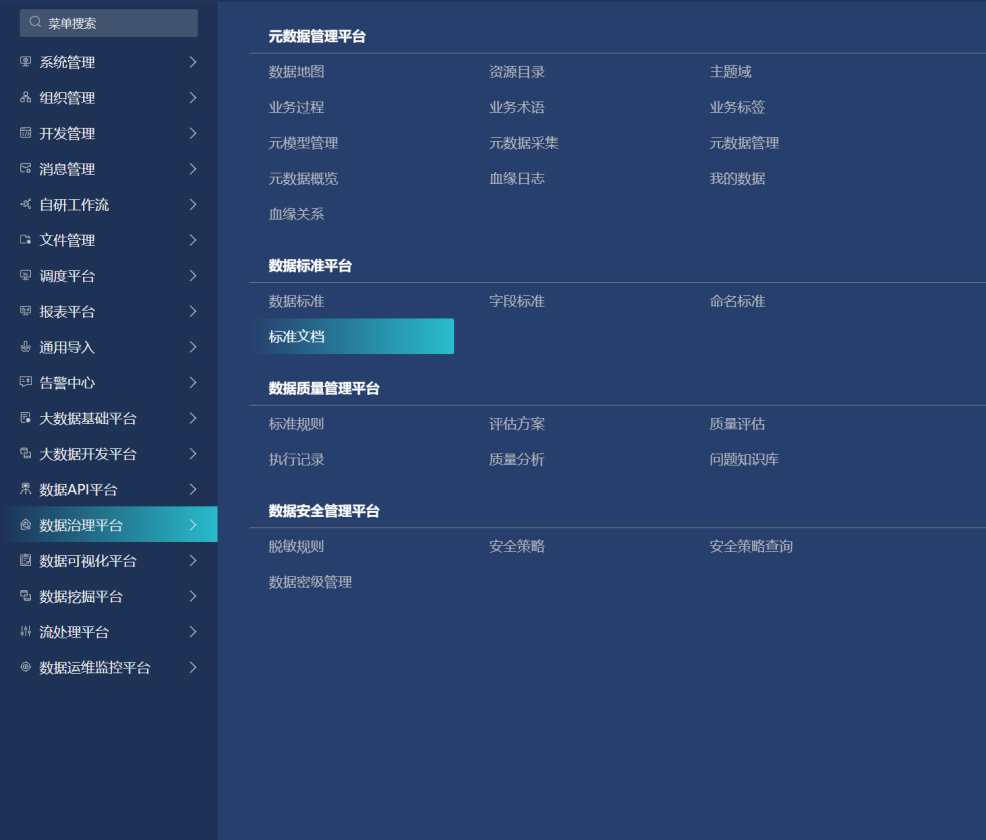 菜单搜索
系统管理
组织管理
开发管理
消息管理
自研工作流
文件管理
调度平台
报表平台
通用导入
告警中心
大数据基础平台
大数据开发平台
数据API平台
数据治理平台
数据可视化平台
数据挖掘平台
流处理平台
数据运维监控平台
元数据管理平台
数据地图 资源目录 主题域
业务过程 业务术语 业务标签
元模型管理 元数据采集 元数据管理
元数据概览 血缘日志 我的数据
血缘关系
数据标准平台
数据标准 字段标准 命名标准
标准文档
数据质量管理平台
标准规则 评估方案 质量评估
执行记录 质量分析 问题知识库
数据安全管理平台
脱敏规则 安全策略 安全策略查询
数据密级管理